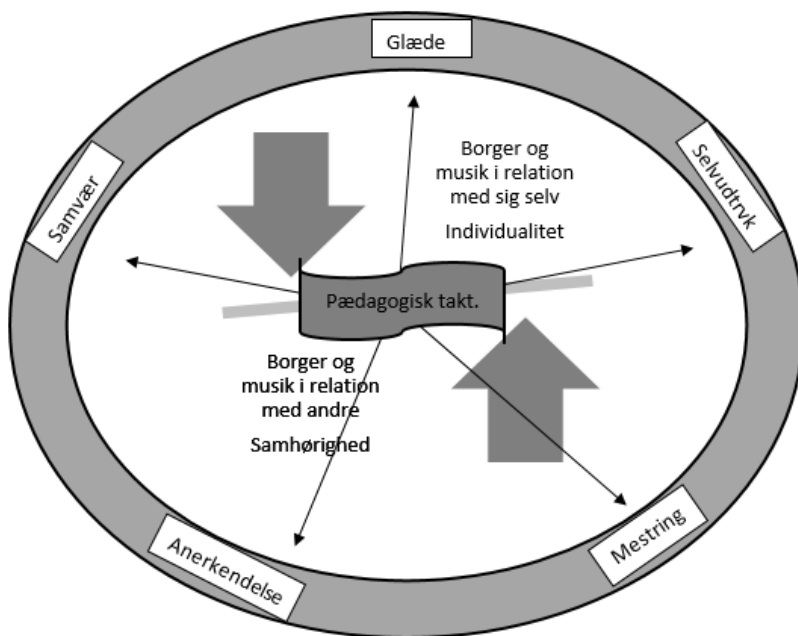 Glæde
Samvær
Selvudtryk
Borger og
musik i relation
med sig selv
Individualitet
Pædagogisk takt.
Borger og
musik i relation
med andre
Samhørighed
Anerkendelse
Mestring